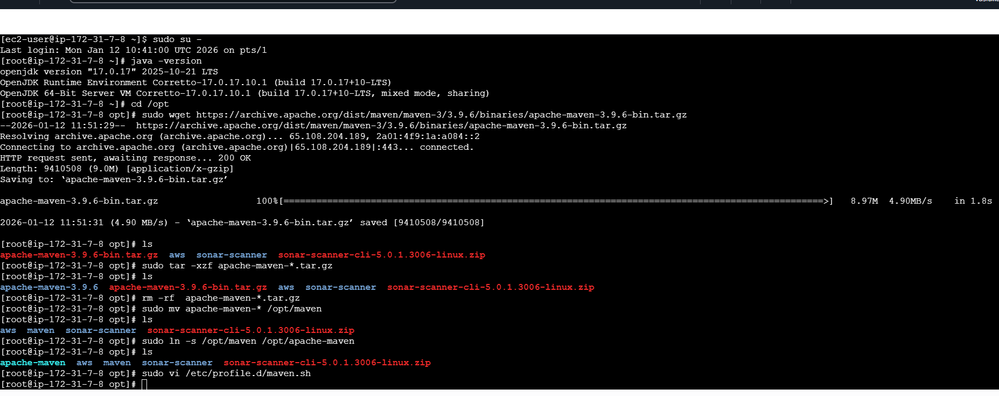 [ec2-user@ip-172-31-7-8 ~]$ sudo su -
Last login: Mon Jan 12 10:41:00 UTC 2026 on pts/1
[root@ip-172-31-7-8 ~]# java -version
openjdk version "17.0.17" 2025-10-21 LTS
OpenJDK Runtime Environment Corretto-17.0.17.10.1 (build 17.0.17+10-LTS)
OpenJDK 64-Bit Server VM Corretto-17.0.17.10.1 (build 17.0.17+10-LTS, mixed mode, sharing)
[root@ip-172-31-7-8 ~]# cd /opt
[root@ip-172-31-7-8 opt]# sudo wget https://archive.apache.org/dist/maven/maven-3/3.9.6/binaries/apache-maven-3.9.6-bin.tar.gz
--2026-01-12 11:51:29--  https://archive.apache.org/dist/maven/maven-3/3.9.6/binaries/apache-maven-3.9.6-bin.tar.gz
Resolving archive.apache.org (archive.apache.org)... 65.108.204.189, 2a01:4f9:1a:a084::2
Connecting to archive.apache.org (archive.apache.org)|65.108.204.189|:443... connected.
HTTP request sent, awaiting response... 200 OK
Length: 9410508 (9.0M) [application/x-gzip]
Saving to: ‘apache-maven-3.9.6-bin.tar.gz’
apache-maven-3.9.6-bin.tar.gz 100%[===================================================================================================>] 8.97M 4.90MB/s in 1.8s
2026-01-12 11:51:31 (4.90 MB/s) - ‘apache-maven-3.9.6-bin.tar.gz’ saved [9410508/9410508]
[root@ip-172-31-7-8 opt]# ls
apache-maven-3.9.6-bin.tar.gz  aws  sonar-scanner  sonar-scanner-cli-5.0.1.3006-linux.zip
[root@ip-172-31-7-8 opt]# sudo tar -xzf apache-maven-*.tar.gz
[root@ip-172-31-7-8 opt]# ls
apache-maven-3.9.6  apache-maven-3.9.6-bin.tar.gz  aws  sonar-scanner  sonar-scanner-cli-5.0.1.3006-linux.zip
[root@ip-172-31-7-8 opt]# rm -rf  apache-maven-*.tar.gz
[root@ip-172-31-7-8 opt]# sudo mv apache-maven-* /opt/maven
[root@ip-172-31-7-8 opt]# ls
aws  maven  sonar-scanner  sonar-scanner-cli-5.0.1.3006-linux.zip
[root@ip-172-31-7-8 opt]# sudo ln -s /opt/maven /opt/apache-maven
[root@ip-172-31-7-8 opt]# ls
apache-maven  aws  maven  sonar-scanner  sonar-scanner-cli-5.0.1.3006-linux.zip
[root@ip-172-31-7-8 opt]# sudo vi /etc/profile.d/maven.sh
[root@ip-172-31-7-8 opt]#